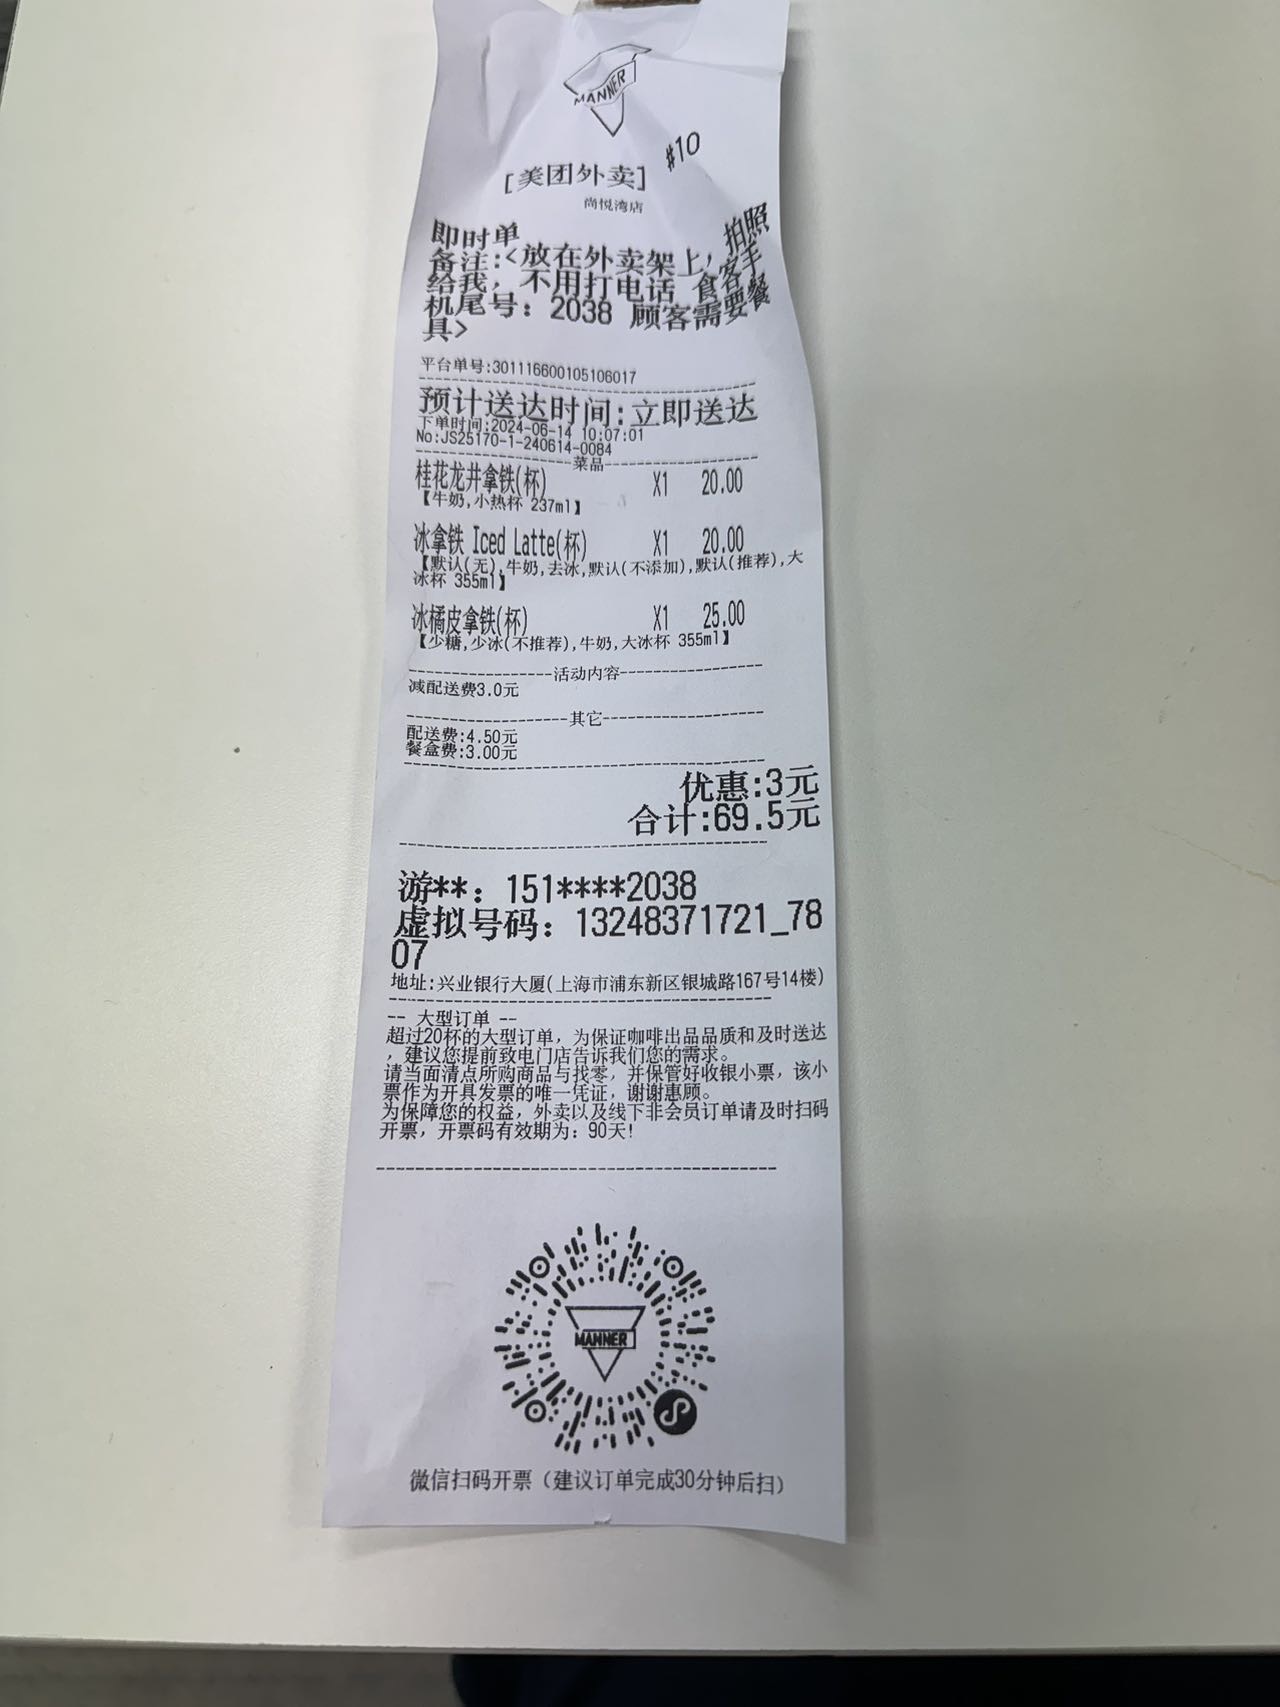 MANNER
#10
[美团外卖]
尚悦湾店
即时单
备注:<放在外卖架上，拍照
给我，不用打电话 食客手
机尾号：2038 顾客需要餐
具>
平台单号:301116600105106017
预计送达时间:立即送达
下单时间:2024-06-14 10:07:01
No:JS25170-1-240614-0084
菜品
桂花龙井拿铁(杯) X1 20.00
【牛奶,小热杯 237ml】
冰拿铁 Iced Latte(杯) X1 20.00
【默认(无),牛奶,去冰,默认(不添加),默认(推荐),大
冰杯 355ml】
冰橘皮拿铁(杯) X1 25.00
【少糖,少冰(不推荐),牛奶,大冰杯 355ml】
活动内容
减配送费3.0元
其它
配送费:4.50元
餐盒费:3.00元
优惠:3元
合计:69.5元
游**：151****2038
虚拟号码：13248371721_78
07
地址:兴业银行大厦(上海市浦东新区银城路167号14楼)
-- 大型订单 --
超过20杯的大型订单，为保证咖啡出品品质和及时送达
，建议您提前致电门店告诉我们您的需求。
请当面清点所购商品与找零，并保管好收银小票，该小
票作为开具发票的唯一凭证，谢谢惠顾。
为保障您的权益，外卖以及线下非会员订单请及时扫码
开票，开票码有效期为：90天!
MANNER
微信扫码开票（建议订单完成30分钟后扫）